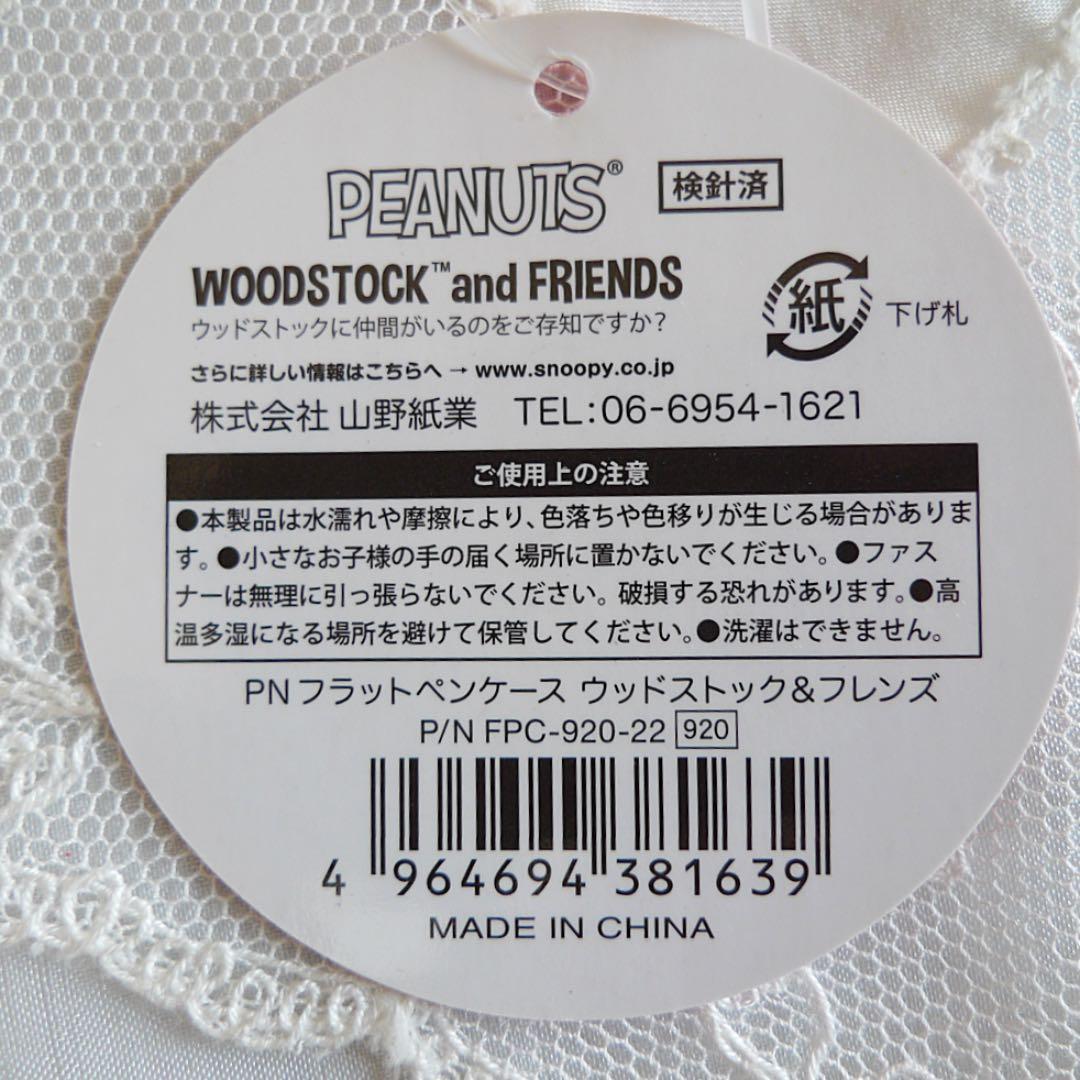 PEANUTS® 検針済
WOODSTOCK™ and FRIENDS
ウッドストックに仲間がいるのをご存知ですか?
紙 下げ札
さらに詳しい情報はこちらへ → www.snoopy.co.jp
株式会社 山野紙業 TEL:06-6954-1621
ご使用上の注意
●本製品は水濡れや摩擦により、色落ちや色移りが生じる場合がありま
す。●小さなお子様の手の届く場所に置かないでください。●ファス
ナーは無理に引っ張らないでください。破損する恐れがあります。●高
温多湿になる場所を避けて保管してください。●洗濯はできません。
PNフラットペンケース ウッドストック&フレンズ
P/N FPC-920-22 920
4 964694 381639
MADE IN CHINA